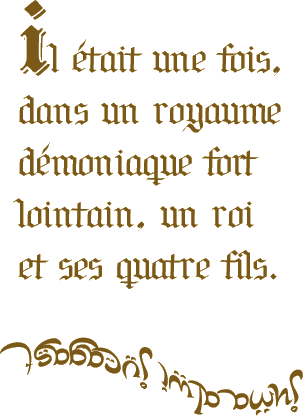 il était une fois,
dans un royaume
démoniaque fort
lointain, un roi
et ses quatre fils.